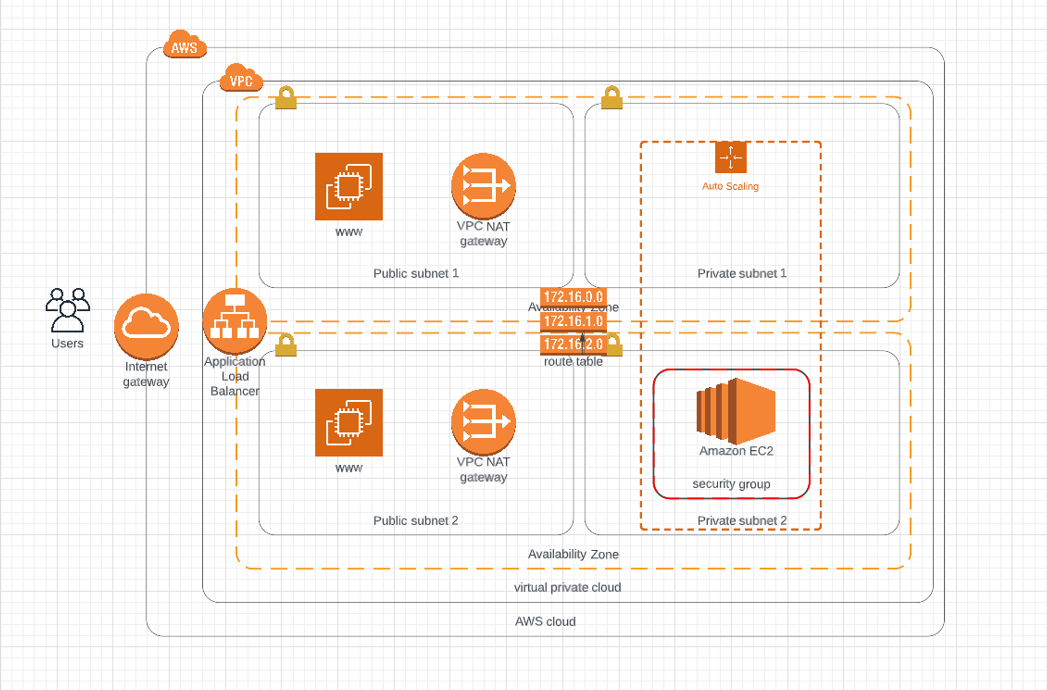 AWS
VPC
Auto Scaling
www
VPC NAT
gateway
Public subnet 1
Private subnet 1
172.16.0.0
Availability Zone
172.16.1.0
172.16.2.0
route table
Users
Internet
gateway
Application
Load
Balancer
www
VPC NAT
gateway
Amazon EC2
security group
Public subnet 2
Private subnet 2
Availability Zone
virtual private cloud
AWS cloud